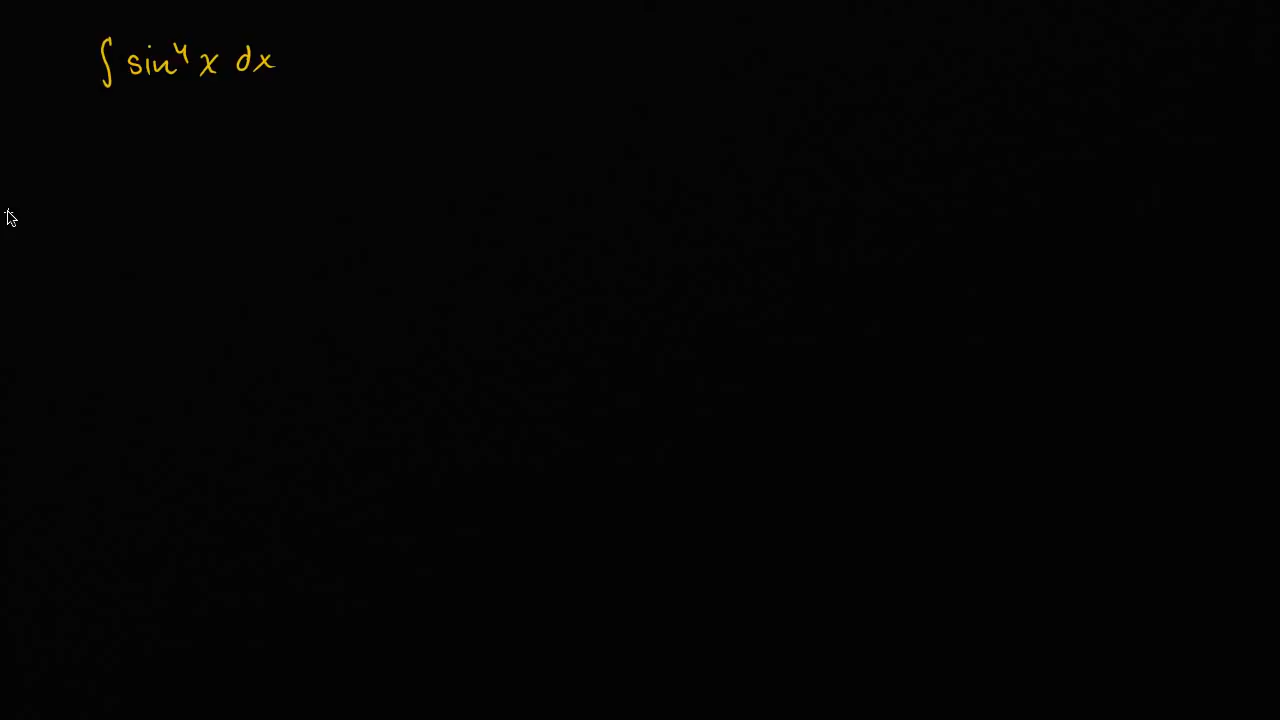 ∫ sin⁴ x dx